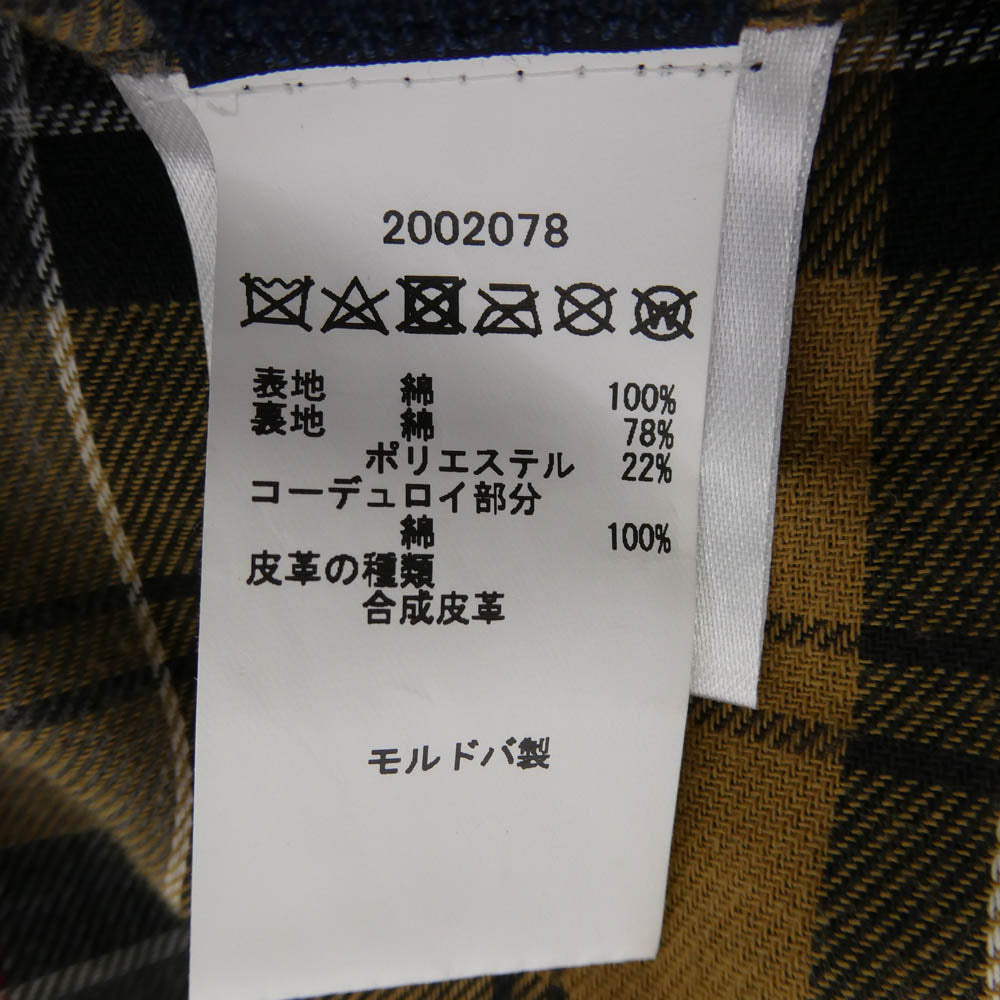 2002078
W
表地 綿 100%
裏地 綿 78%
ポリエステル 22%
コーデュロイ部分
綿 100%
皮革の種類
合成皮革
モルドバ製